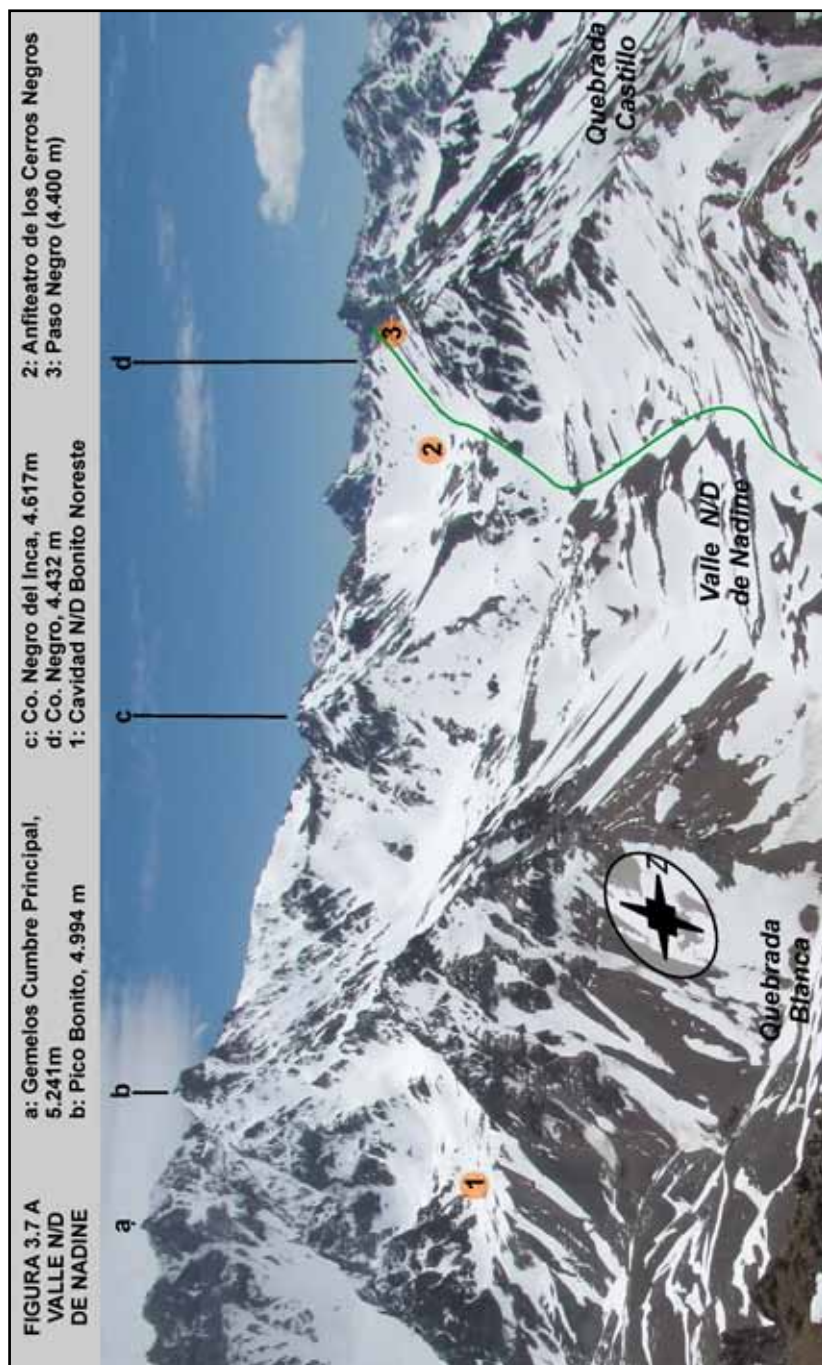 FIGURA 3.7 A
VALLE N/D
DE NADINE
a: Gemelos Cumbre Principal,
5.241m
b: Pico Bonito, 4.994 m
c: Co. Negro del Inca, 4.617m
d: Co. Negro, 4.432 m
1: Cavidad N/D Bonito Noreste
2: Anfiteatro de los Cerros Negros
3: Paso Negro (4.400 m)
a
b
c
d
1
2
3
Quebrada
Castillo
Valle N/D
de Nadine
N
Quebrada
Blanca